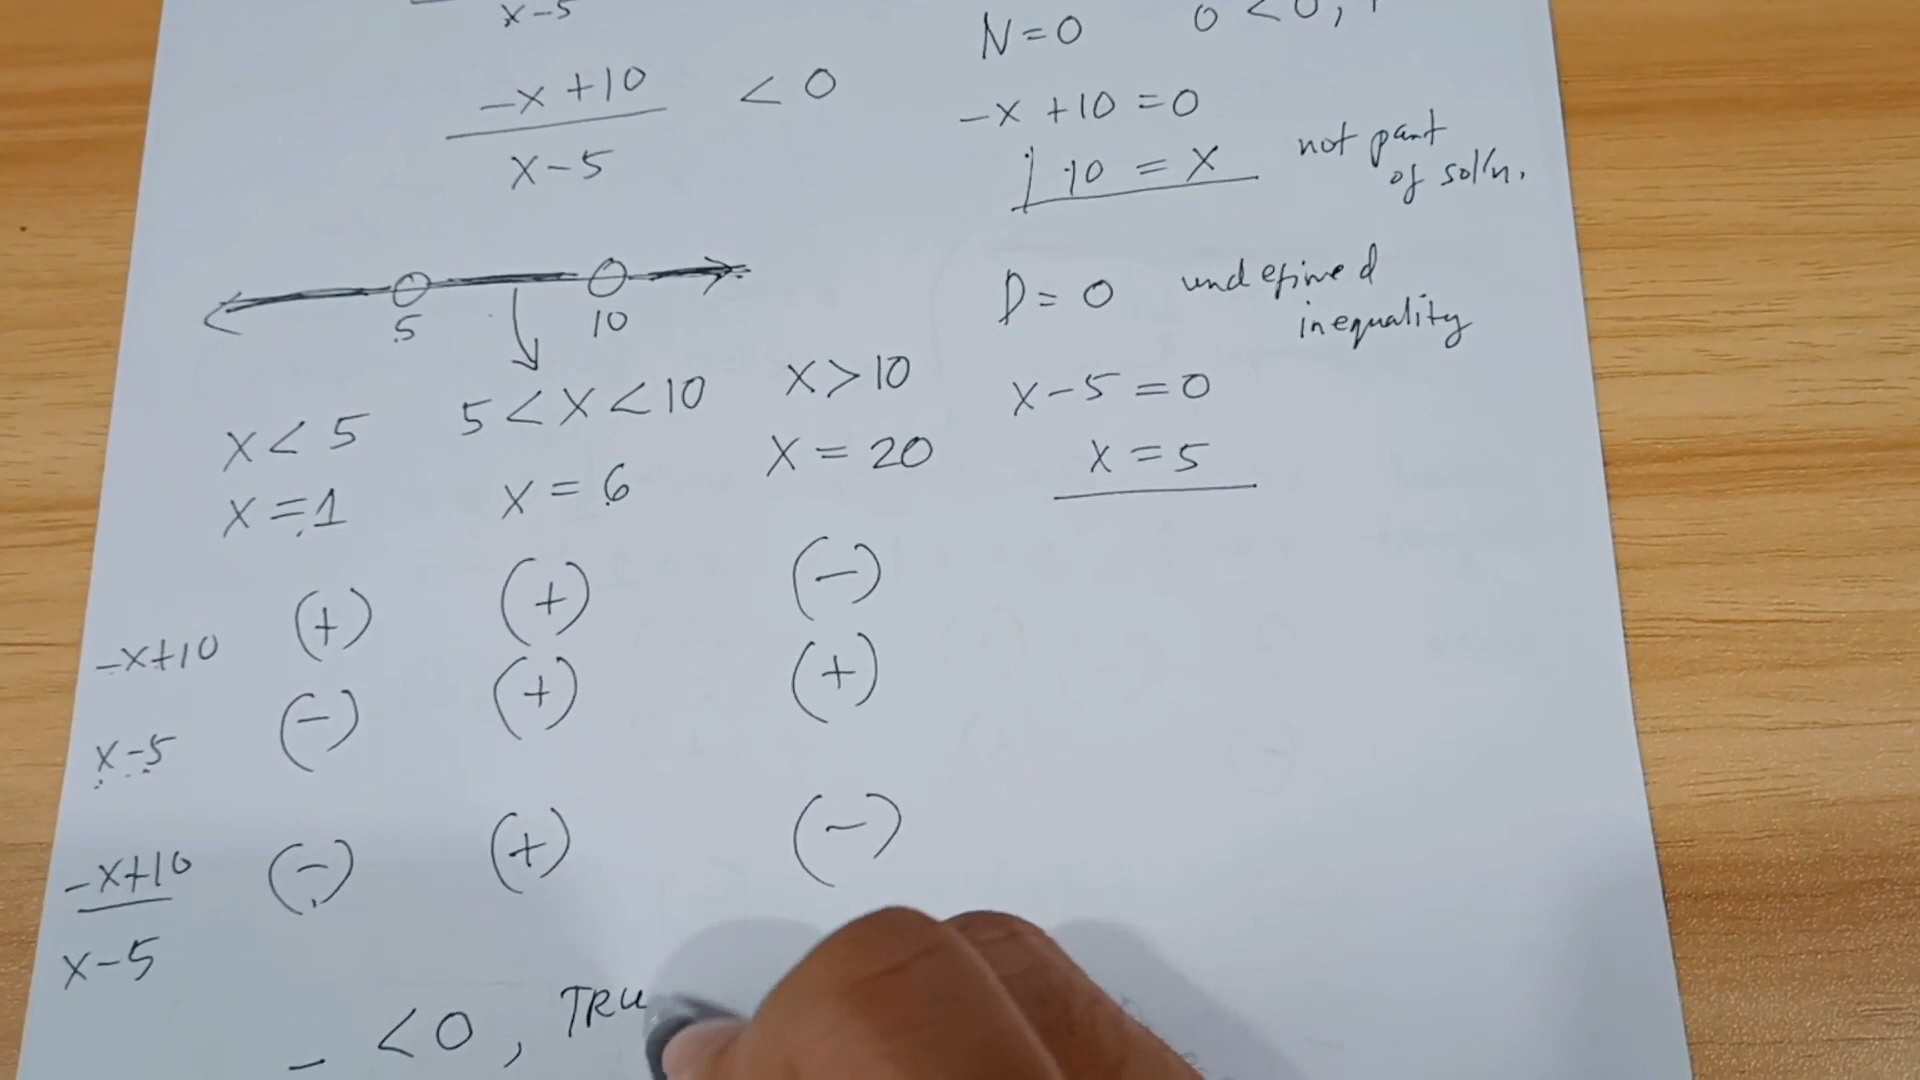 x-5
-x+10 < 0
x-5
5 10
x<5 5<x<10 x>10
x=1 x=6 x=20
-x+10 (+) (+) (-)
x-5 (-) (+) (+)
-x+10 (-) (+) (-)
x-5
- <0, TRU
N=0 0<0,
-x+10=0
10=x not part
of sol'n.
D=0 undefined
inequality
x-5=0
x=5